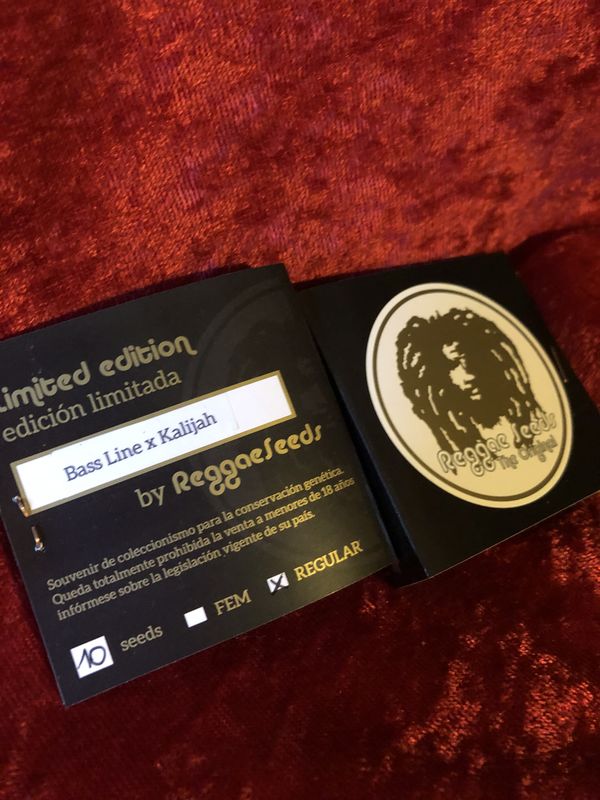 Limited edition
edición limitada
Bass Line x Kalijah
by ReggaeSeeds
Souvenir de coleccionismo para la conservación genética.
Queda totalmente prohibida la venta a menores de 18 años
infórmese sobre la legislación vigente de su país.
10 seeds FEM REGULAR
Reggae Seeds
The Original